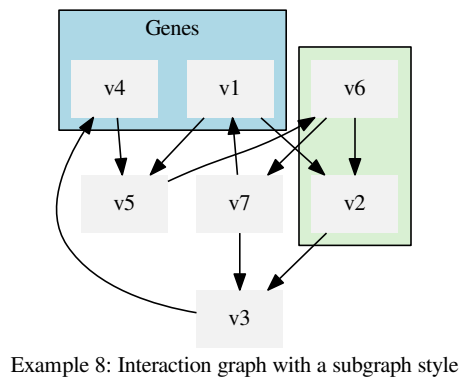 Genes
v4 v1 v6
v5 v7 v2
v3
Example 8: Interaction graph with a subgraph style